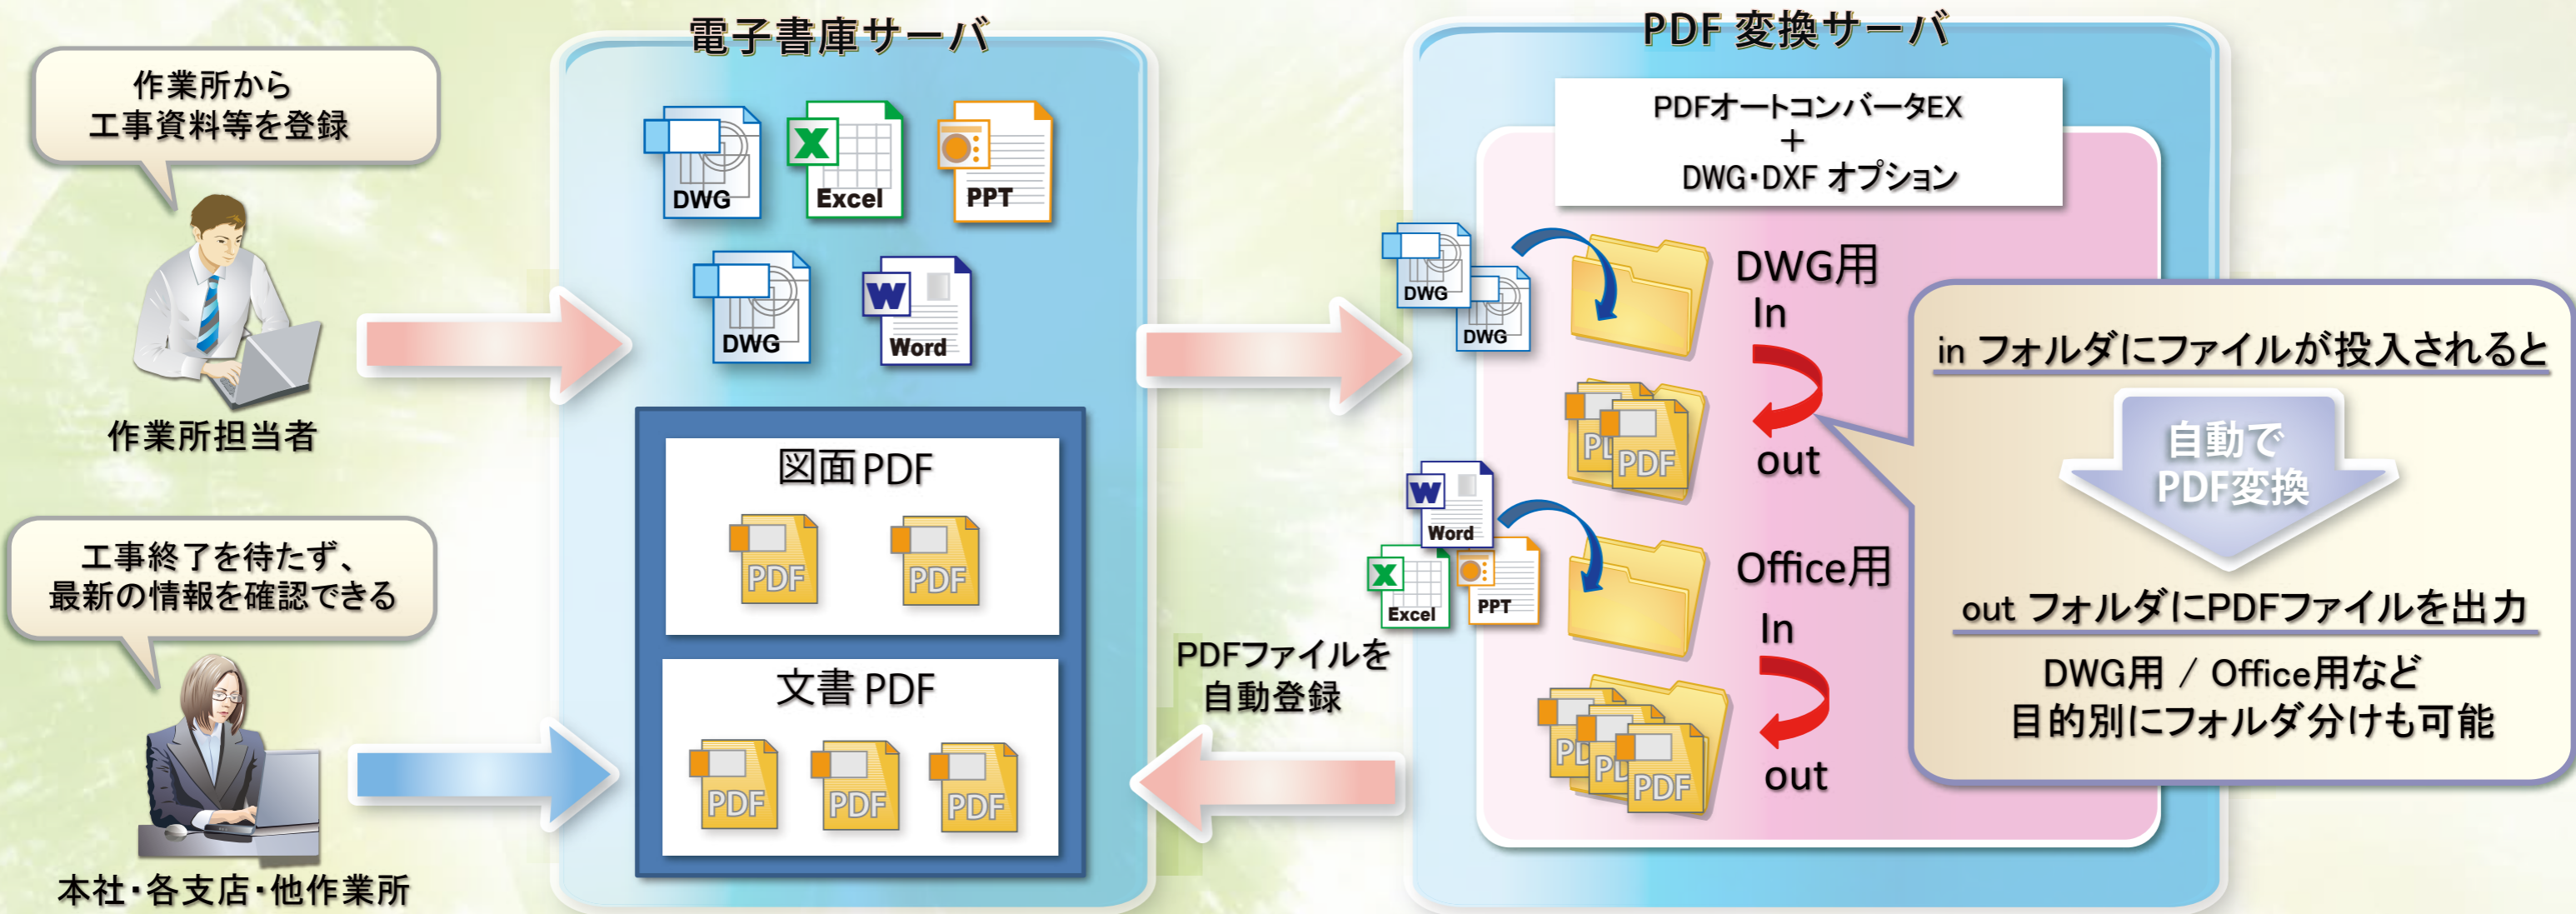 電子書庫サーバ
PDF 変換サーバ
作業所から
工事資料等を登録
作業所担当者
工事終了を待たず、
最新の情報を確認できる
本社・各支店・他作業所
DWG
X
Excel
PPT
DWG
W
Word
図面 PDF
PDF
PDF
文書 PDF
PDF
PDF
PDF
PDFファイルを
自動登録
PDFオートコンバータEX
+
DWG・DXF オプション
DWG
DWG
DWG用
In
out
PDF
W
Word
X
Excel
PPT
Office用
In
out
PDF
in フォルダにファイルが投入されると
自動で
PDF変換
out フォルダにPDFファイルを出力
DWG用 / Office用など
目的別にフォルダ分けも可能